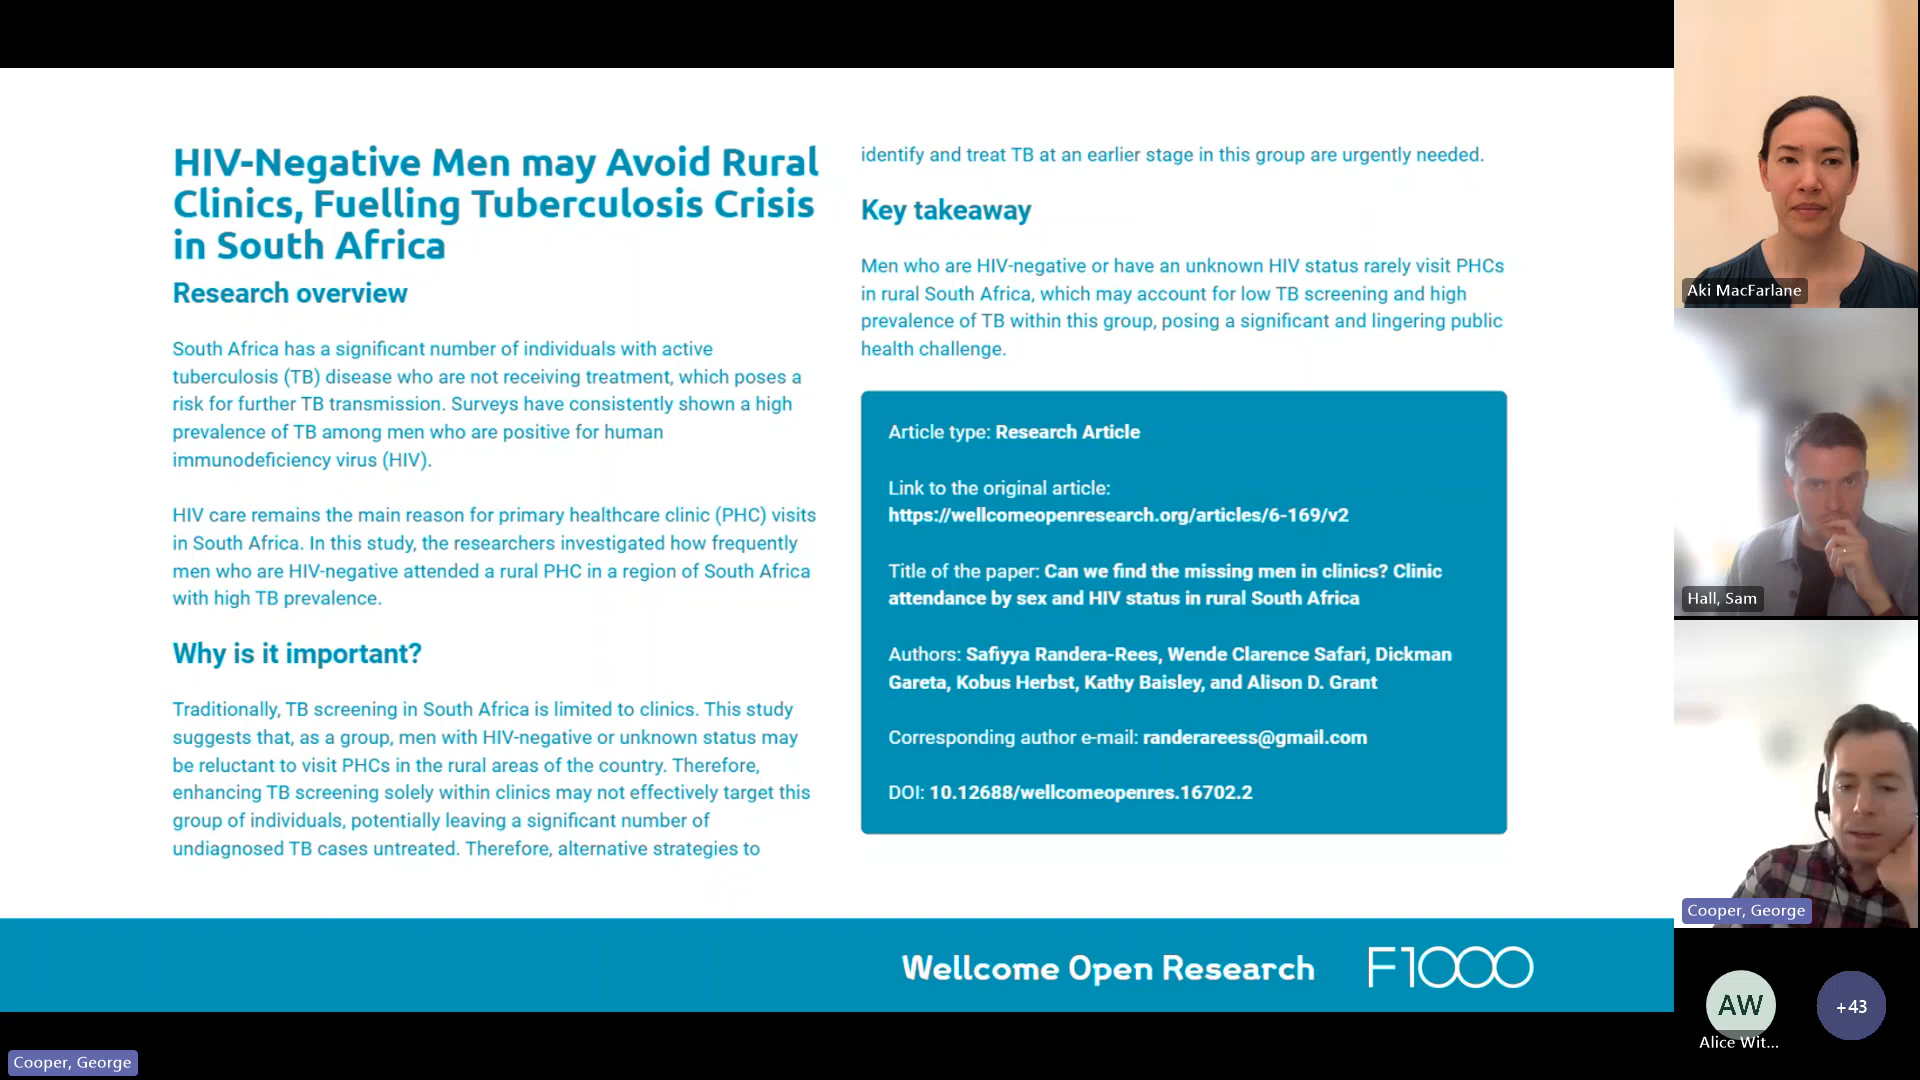 HIV-Negative Men may Avoid Rural
Clinics, Fuelling Tuberculosis Crisis
in South Africa
Research overview
South Africa has a significant number of individuals with active
tuberculosis (TB) disease who are not receiving treatment, which poses a
risk for further TB transmission. Surveys have consistently shown a high
prevalence of TB among men who are positive for human
immunodeficiency virus (HIV).
HIV care remains the main reason for primary healthcare clinic (PHC) visits
in South Africa. In this study, the researchers investigated how frequently
men who are HIV-negative attended a rural PHC in a region of South Africa
with high TB prevalence.
Why is it important?
Traditionally, TB screening in South Africa is limited to clinics. This study
suggests that, as a group, men with HIV-negative or unknown status may
be reluctant to visit PHCs in the rural areas of the country. Therefore,
enhancing TB screening solely within clinics may not effectively target this
group of individuals, potentially leaving a significant number of
undiagnosed TB cases untreated. Therefore, alternative strategies to
identify and treat TB at an earlier stage in this group are urgently needed.
Key takeaway
Men who are HIV-negative or have an unknown HIV status rarely visit PHCs
in rural South Africa, which may account for low TB screening and high
prevalence of TB within this group, posing a significant and lingering public
health challenge.
Article type: Research Article
Link to the original article:
https://wellcomeopenresearch.org/articles/6-169/v2
Title of the paper: Can we find the missing men in clinics? Clinic
attendance by sex and HIV status in rural South Africa
Authors: Safiyya Randera-Rees, Wende Clarence Safari, Dickman
Gareta, Kobus Herbst, Kathy Baisley, and Alison D. Grant
Corresponding author e-mail: randerareess@gmail.com
DOI: 10.12688/wellcomeopenres.16702.2
Wellcome Open Research
F1000
Cooper, George
Aki MacFarlane
Hall, Sam
Cooper, George
AW
Alice Wit...
+43